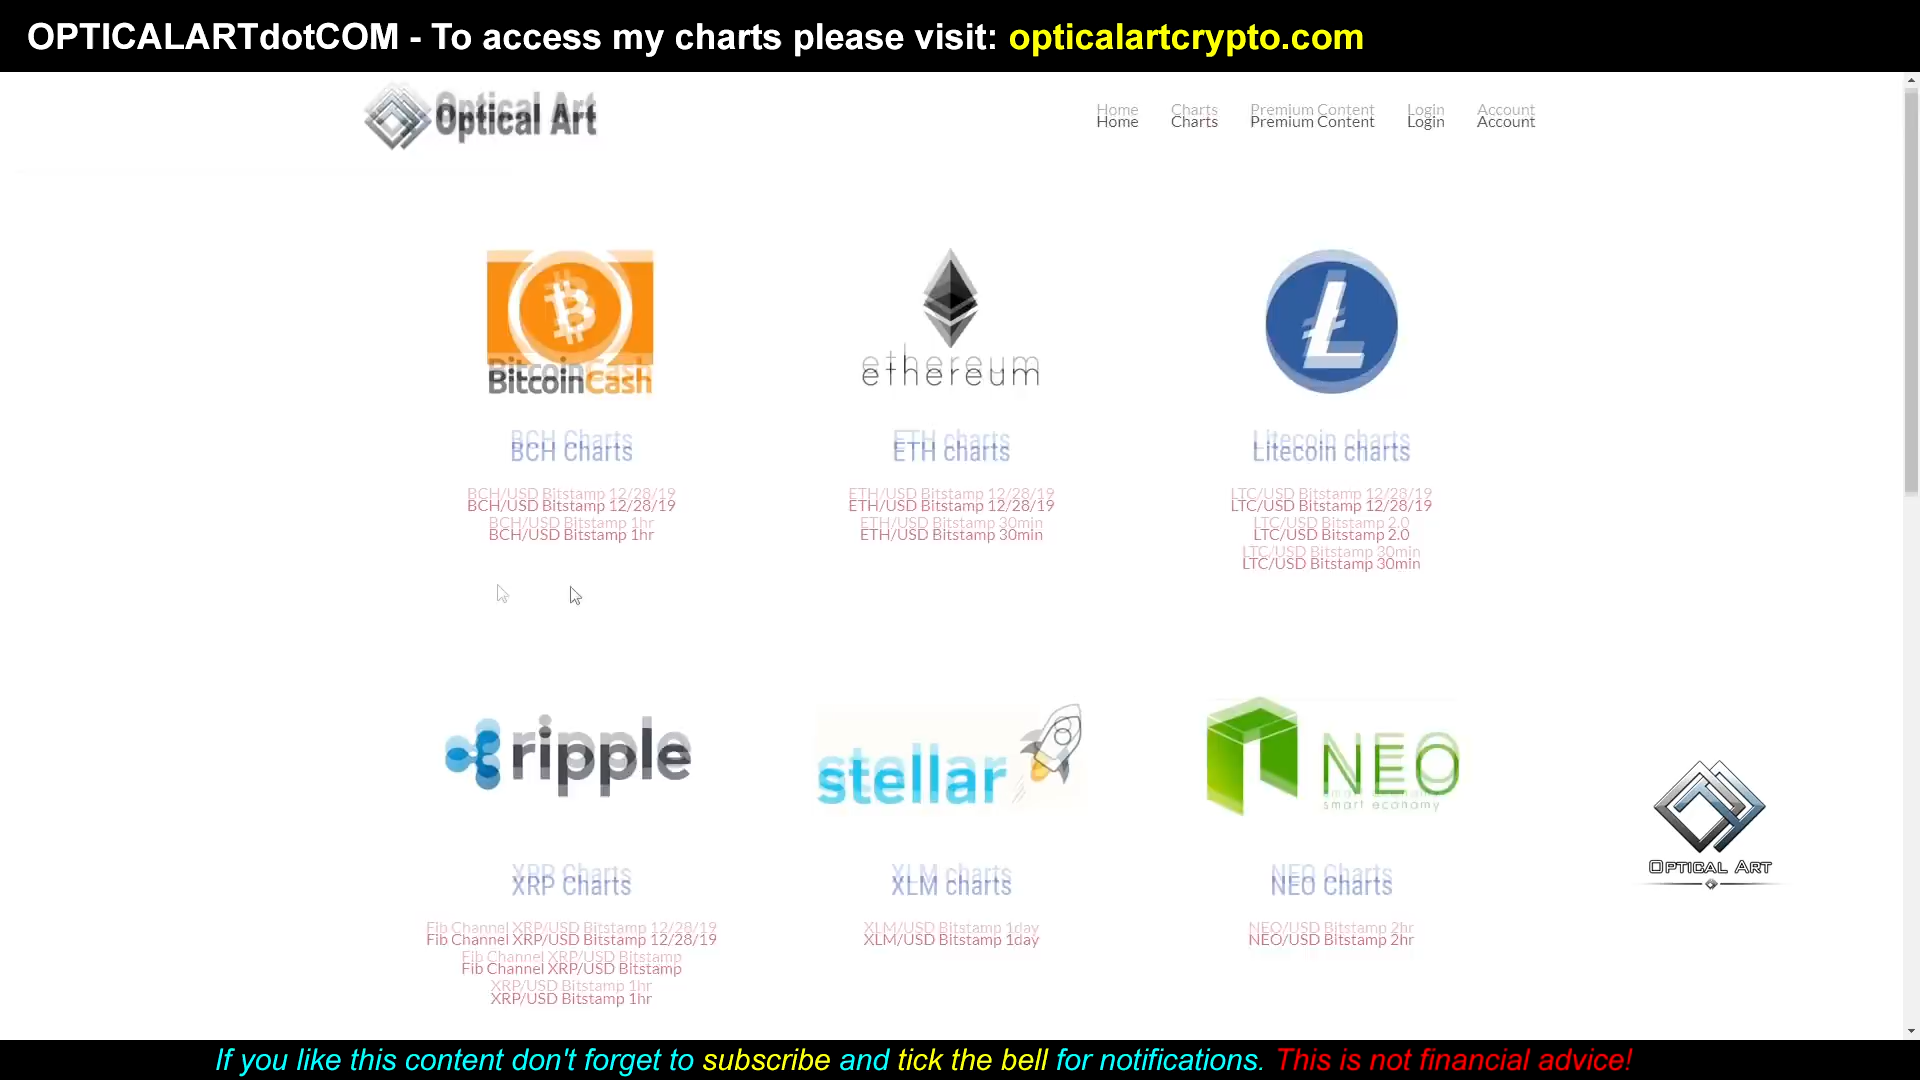 OPTICALARTdotCOM - To access my charts please visit: opticalartcrypto.com
Optical Art
Home Charts Premium Content Login Account
BitcoinCash
ethereum
BCH Charts
ETH charts
Litecoin charts
BCH/USD Bitstamp 12/28/19
BCH/USD Bitstamp 1hr
ETH/USD Bitstamp 12/28/19
ETH/USD Bitstamp 30min
LTC/USD Bitstamp 12/28/19
LTC/USD Bitstamp 2.0
LTC/USD Bitstamp 30min
ripple
stellar
NEO
smart economy
XRP Charts
XLM charts
NEO Charts
Fib Channel XRP/USD Bitstamp 12/28/19
Fib Channel XRP/USD Bitstamp
XRP/USD Bitstamp 1hr
XLM/USD Bitstamp 1day
NEO/USD Bitstamp 2hr
OPTICAL ART
If you like this content don't forget to subscribe and tick the bell for notifications. This is not financial advice!